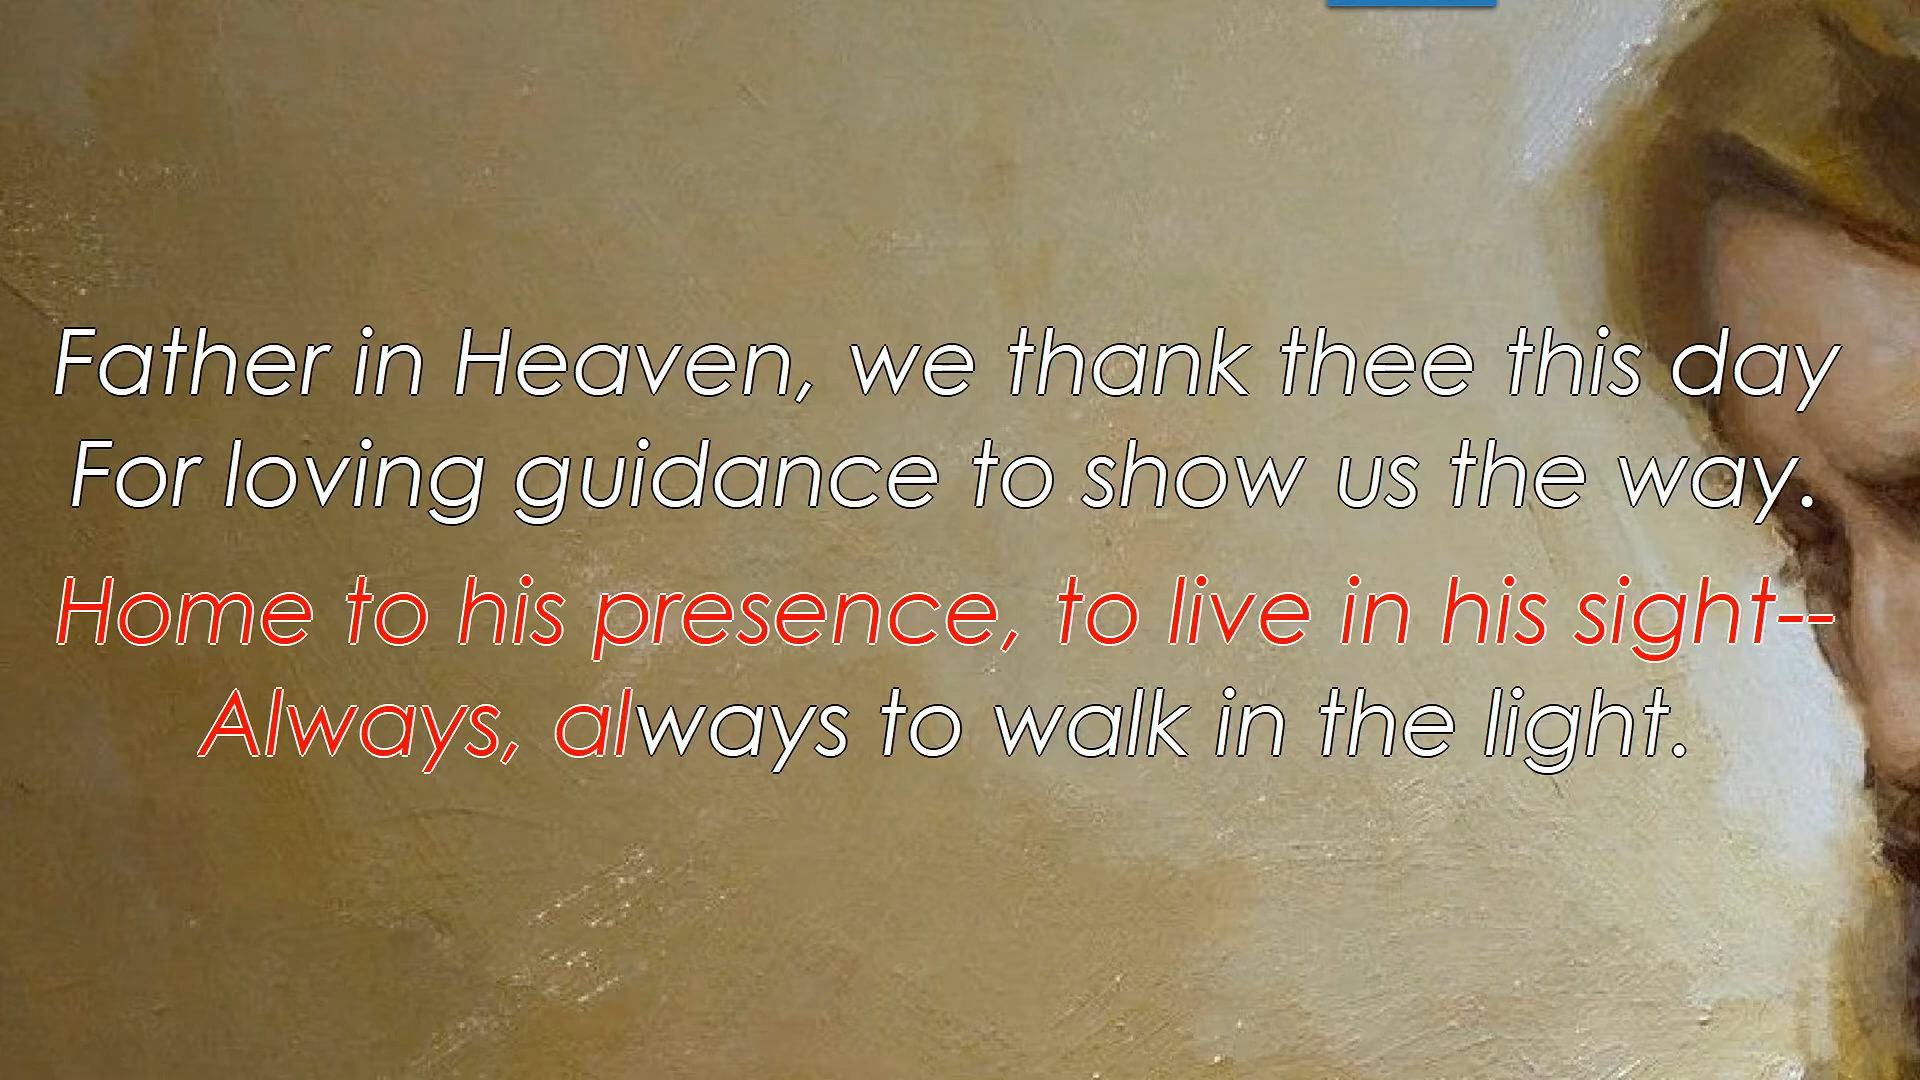 Father in Heaven, we thank thee this day
For loving guidance to show us the way.
Home to his presence, to live in his sight--
Always, always to walk in the light.